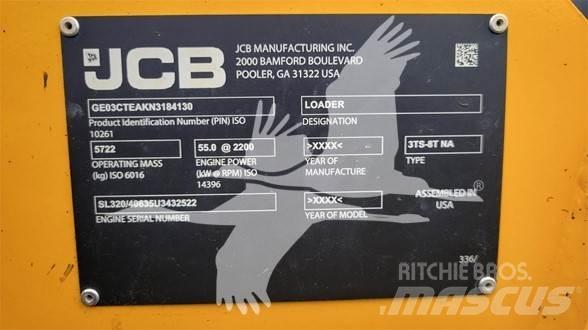 JCB
JCB MANUFACTURING INC.
2000 BAMFORD BOULEVARD
POOLER, GA 31322 USA
GE03CTEAKN3184130
Product Identification Number (PIN) ISO
10261
LOADER
DESIGNATION
5722
OPERATING MASS
(kg) ISO 6016
55.0 @ 2200
ENGINE POWER
(kW @ RPM) ISO
14396
>XXXX<
YEAR OF
MANUFACTURE
3TS-8T NA
TYPE
SL320/40635U3432522
ENGINE SERIAL NUMBER
>XXXX<
YEAR OF MODEL
ASSEMBLED IN
USA
®
336/
RITCHIE BROS.
MASCUS